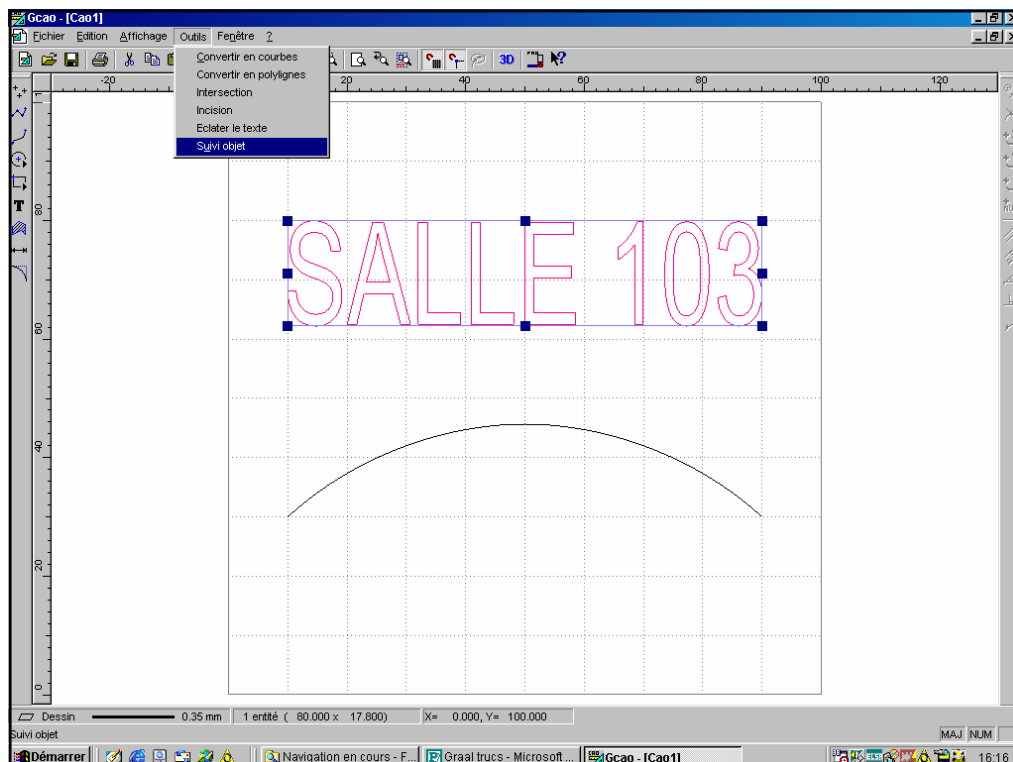 Gcao - [Cao1]
Fichier Edition Affichage Outils Fenêtre ?
3D
Convertir en courbes
Convertir en polylignes
Intersection
Incision
Eclater le texte
Suivi objet
-20 20 40 60 80 100 120
80
60
40
20
0
T
SALLE 103
Dessin 0.35 mm 1 entité ( 80.000 x 17.800) X= 0.000, Y= 100.000
Suivi objet MAJ NUM
Démarrer Navigation en cours - F... Graal trucs - Microsoft ... Gcao - [Cao1] 16:16